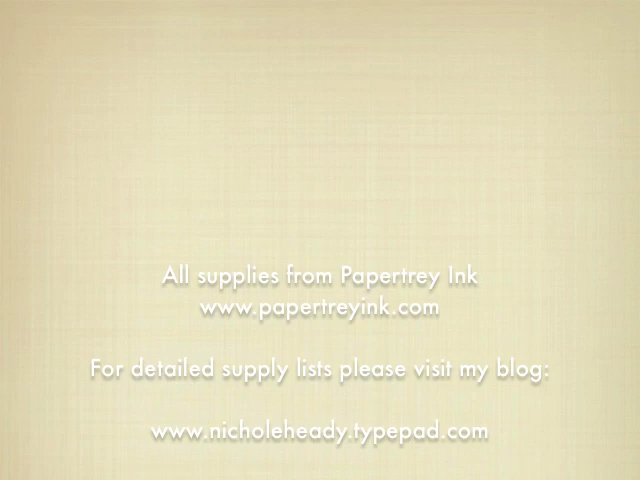 All supplies from Papertrey Ink
www.papertreyink.com
For detailed supply lists please visit my blog:
www.nicholeheady.typepad.com